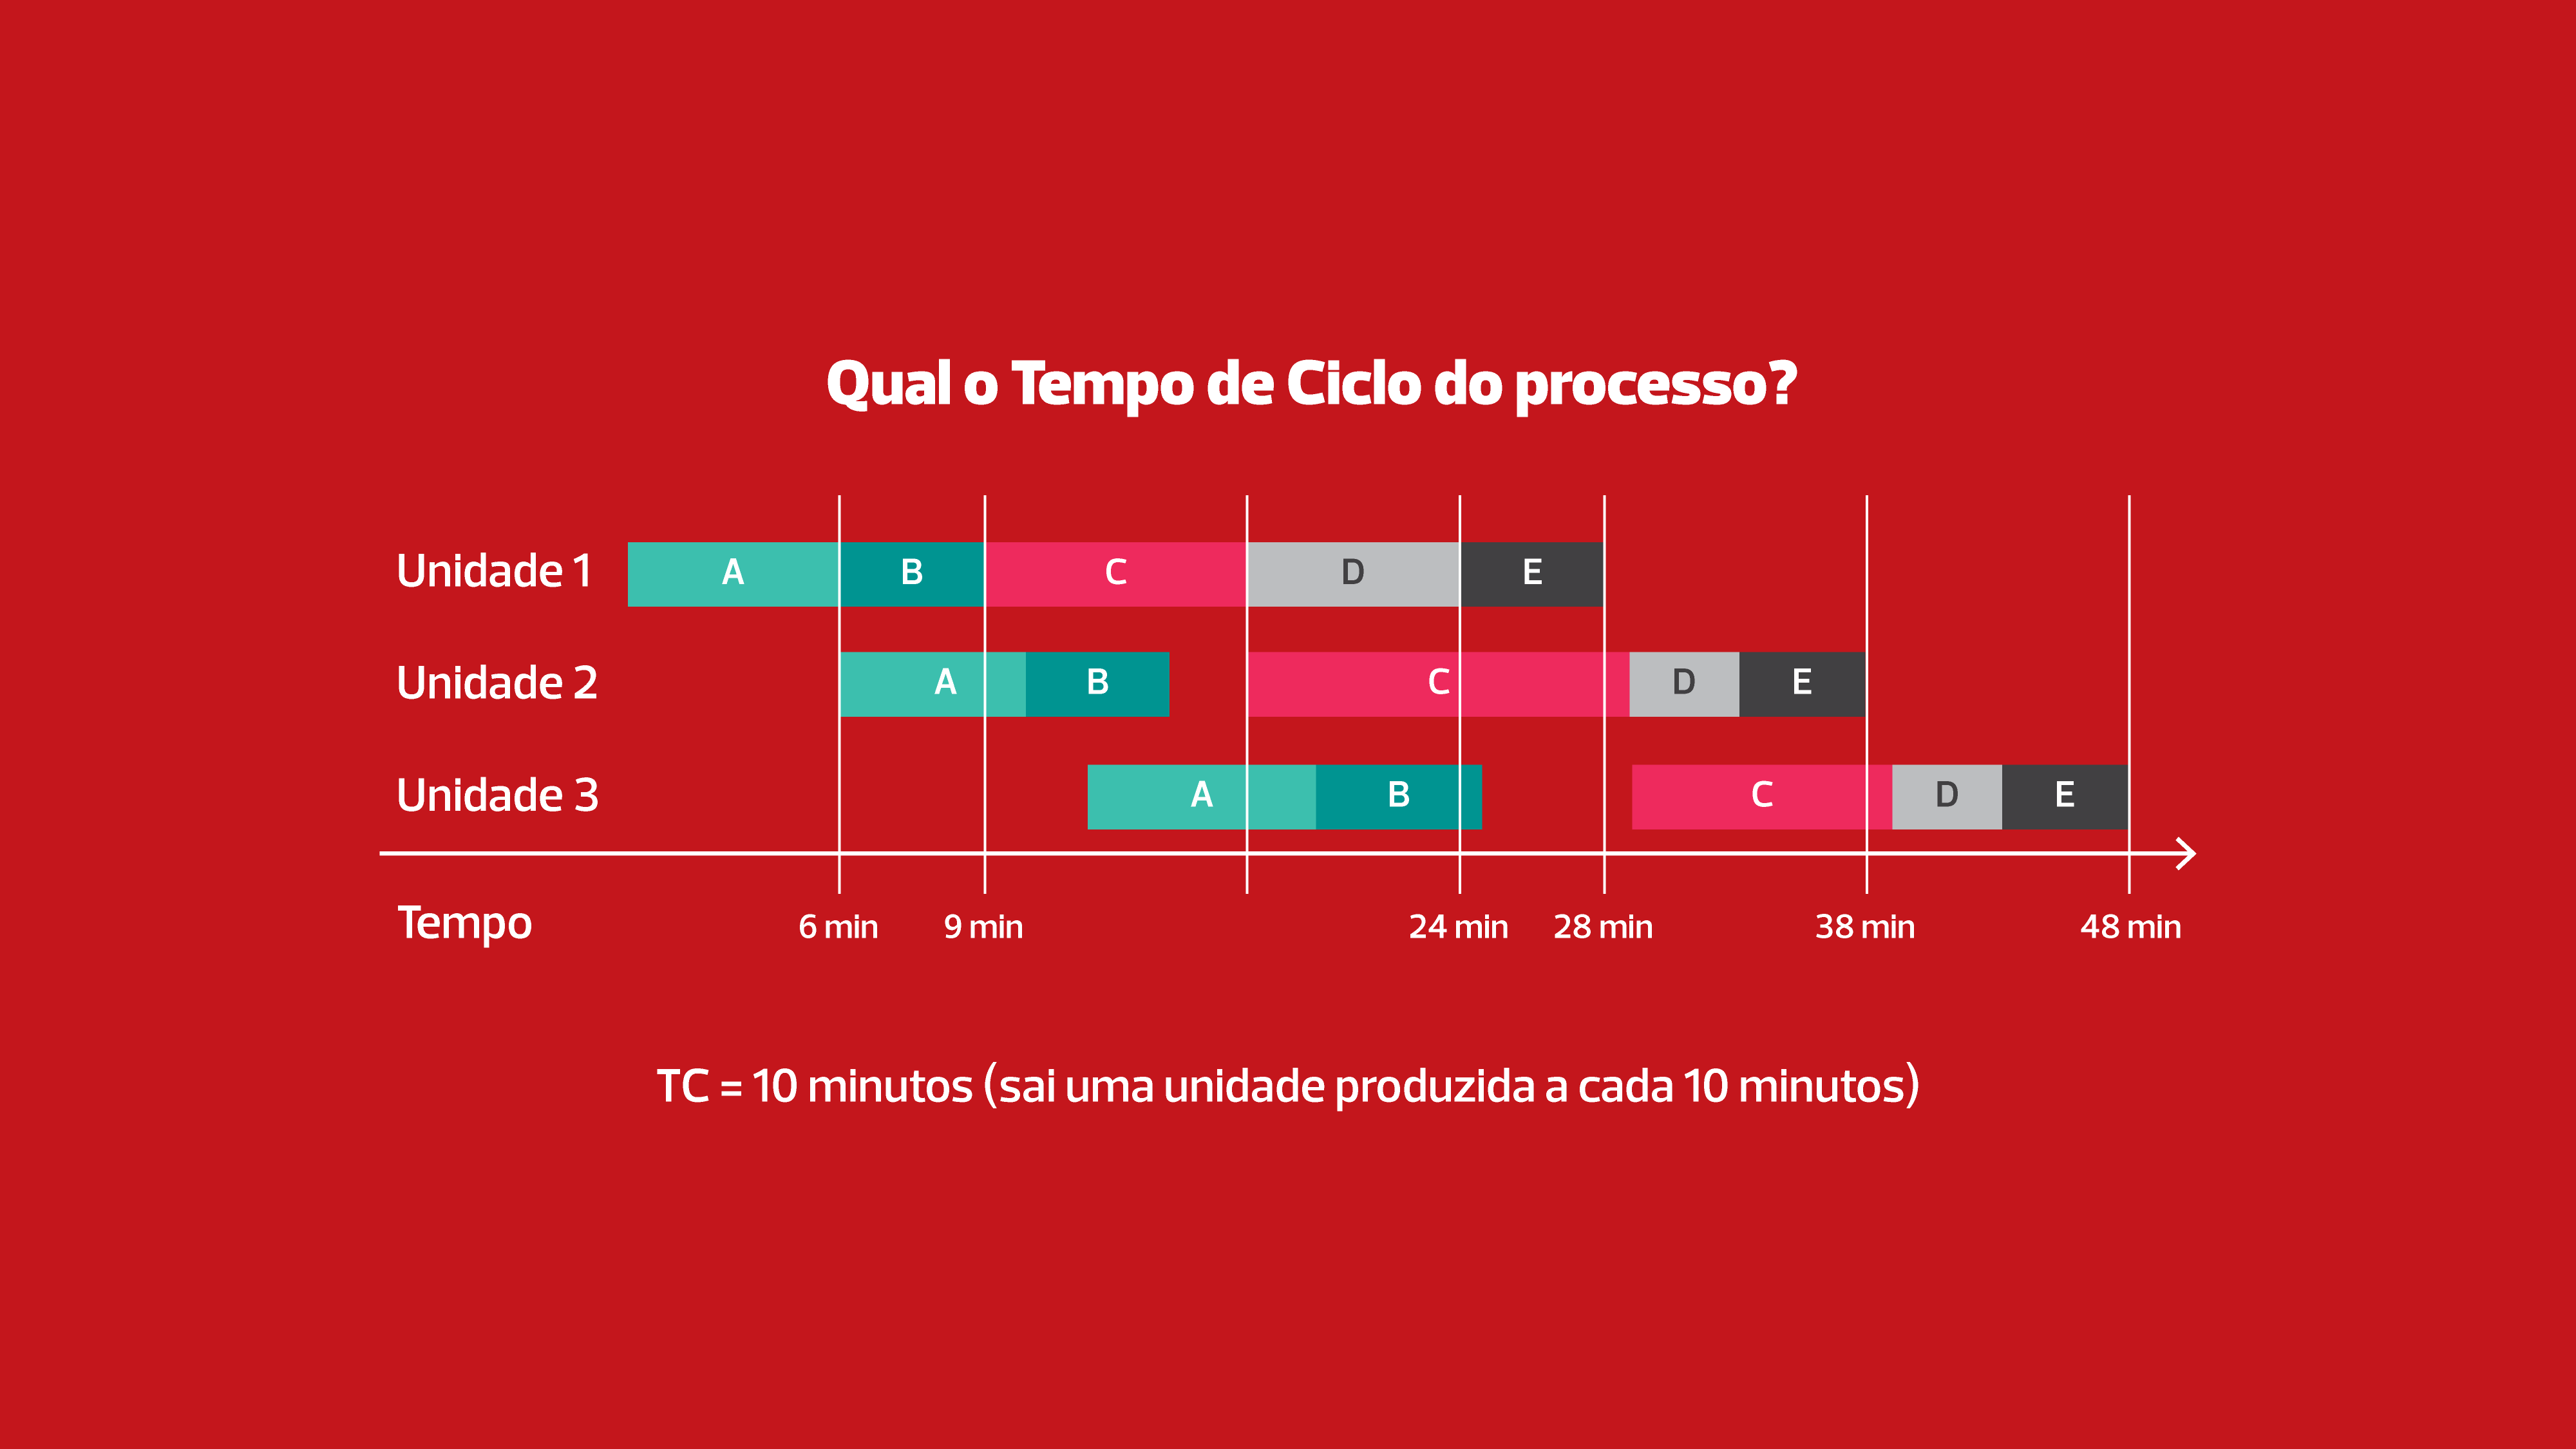 Qual o Tempo de Ciclo do processo?
Unidade 1 A B C D E
Unidade 2 A B C D E
Unidade 3 A B C D E
Tempo 6 min 9 min 24 min 28 min 38 min 48 min
TC = 10 minutos (sai uma unidade produzida a cada 10 minutos)